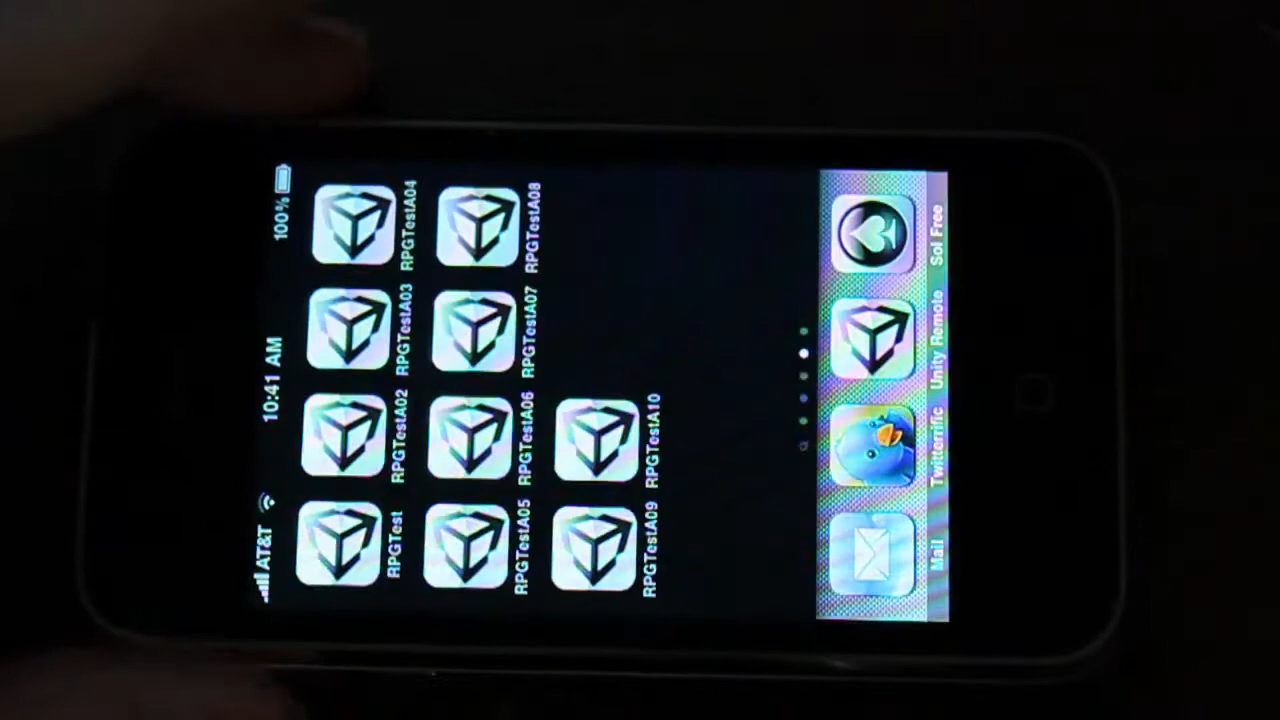 AT&T 10:41 AM 100%
RPGTest RPGTestA02 RPGTestA03 RPGTestA04
RPGTestA05 RPGTestA06 RPGTestA07 RPGTestA08
RPGTestA09 RPGTestA10
Mail Twitterrific Unity Remote Sol Free